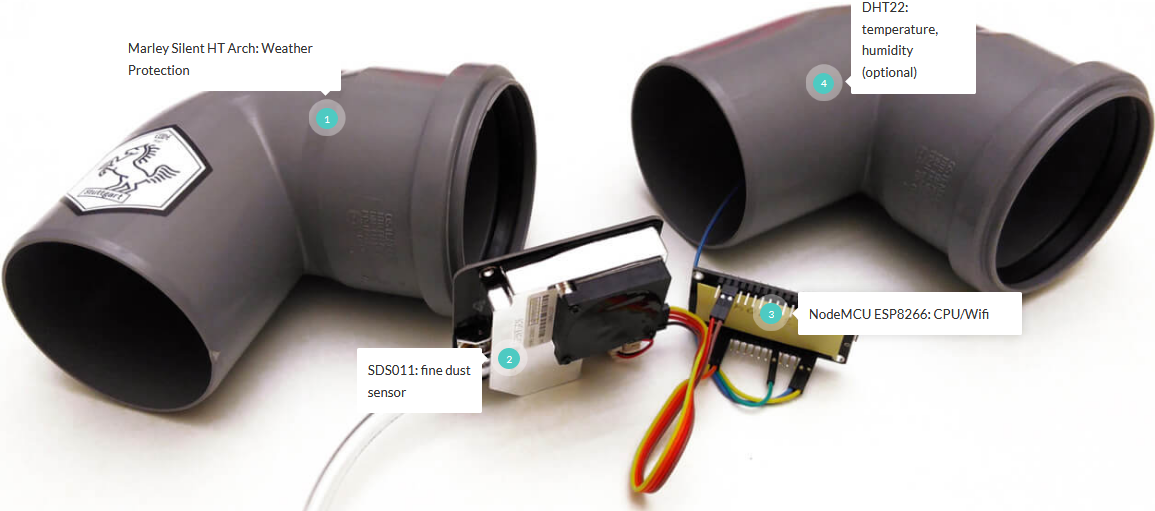 Marley Silent HT Arch: Weather
Protection
1
DHT22:
temperature,
humidity
(optional)
4
Stuttgart
SDS011: fine dust
sensor
2
3
NodeMCU ESP8266: CPU/Wifi